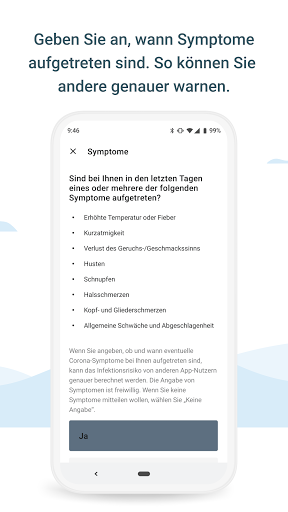 Geben Sie an, wann Symptome
aufgetreten sind. So können Sie
andere genauer warnen.
9:46
99%
Symptome
Sind bei Ihnen in den letzten Tagen
eines oder mehrere der folgenden
Symptome aufgetreten?
• Erhöhte Temperatur oder Fieber
• Kurzatmigkeit
• Verlust des Geruchs-/Geschmackssinns
• Husten
• Schnupfen
• Halsschmerzen
• Kopf- und Gliederschmerzen
• Allgemeine Schwäche und Abgeschlagenheit
Wenn Sie angeben, ob und wann eventuelle
Corona-Symptome bei Ihnen aufgetreten sind,
kann das Infektionsrisiko von anderen App-Nutzern
genauer berechnet werden. Die Angabe von
Symptomen ist freiwillig. Wenn Sie keine
Symptome mitteilen wollen, wählen Sie „Keine
Angabe“.
Ja